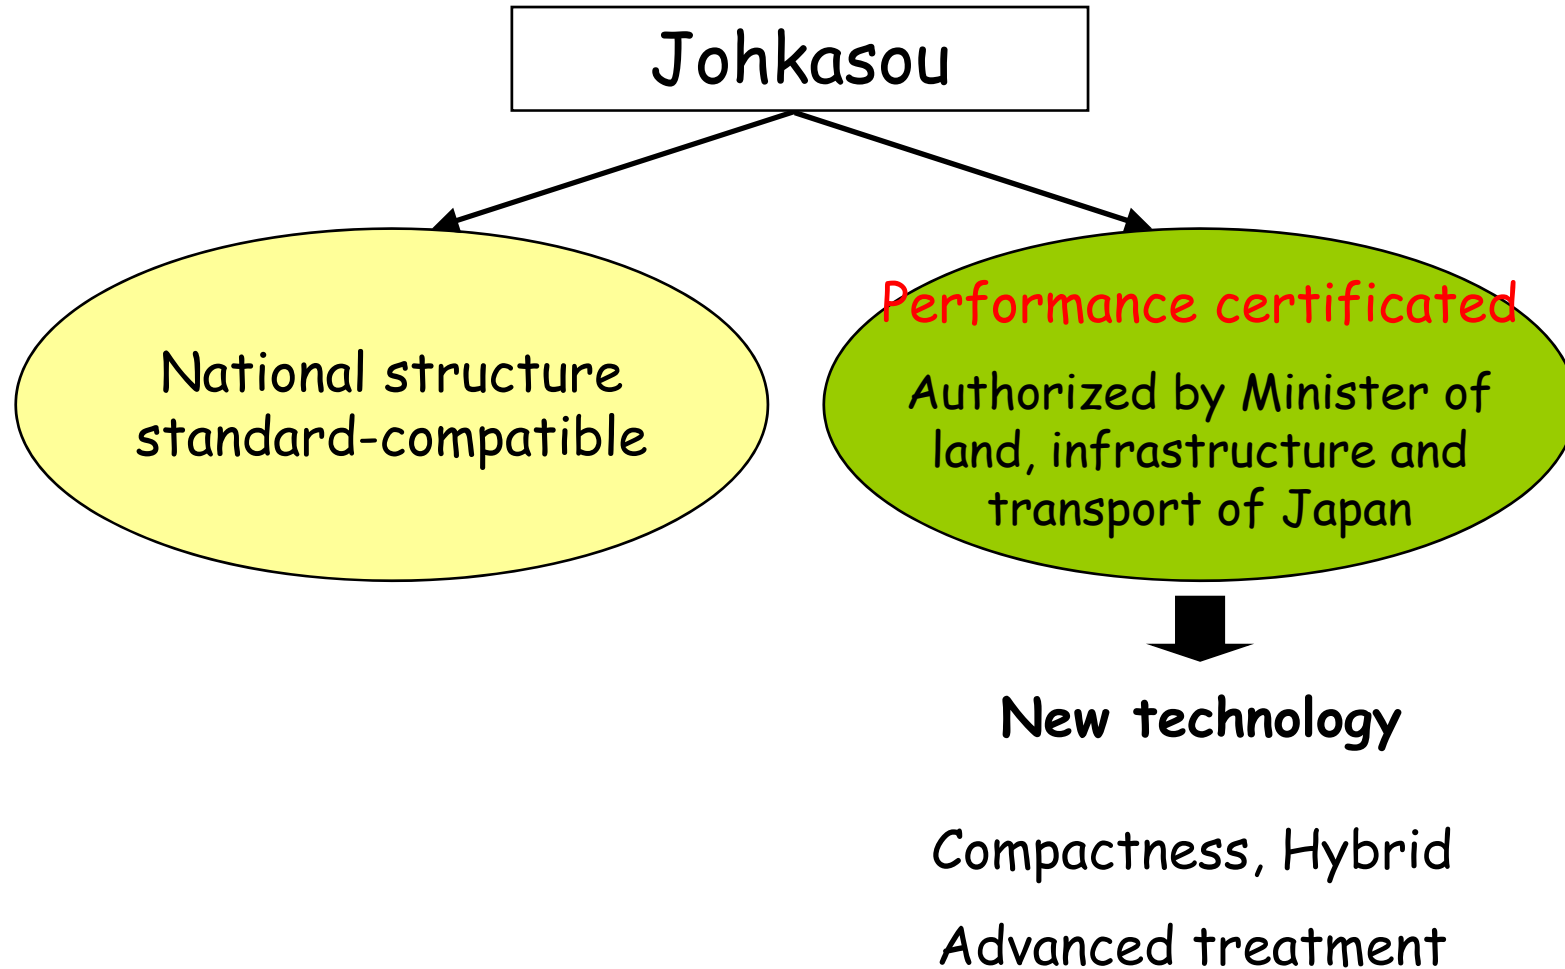 Johkasou
National structure
standard-compatible
Performance certificated
Authorized by Minister of
land, infrastructure and
transport of Japan
New technology
Compactness, Hybrid
Advanced treatment